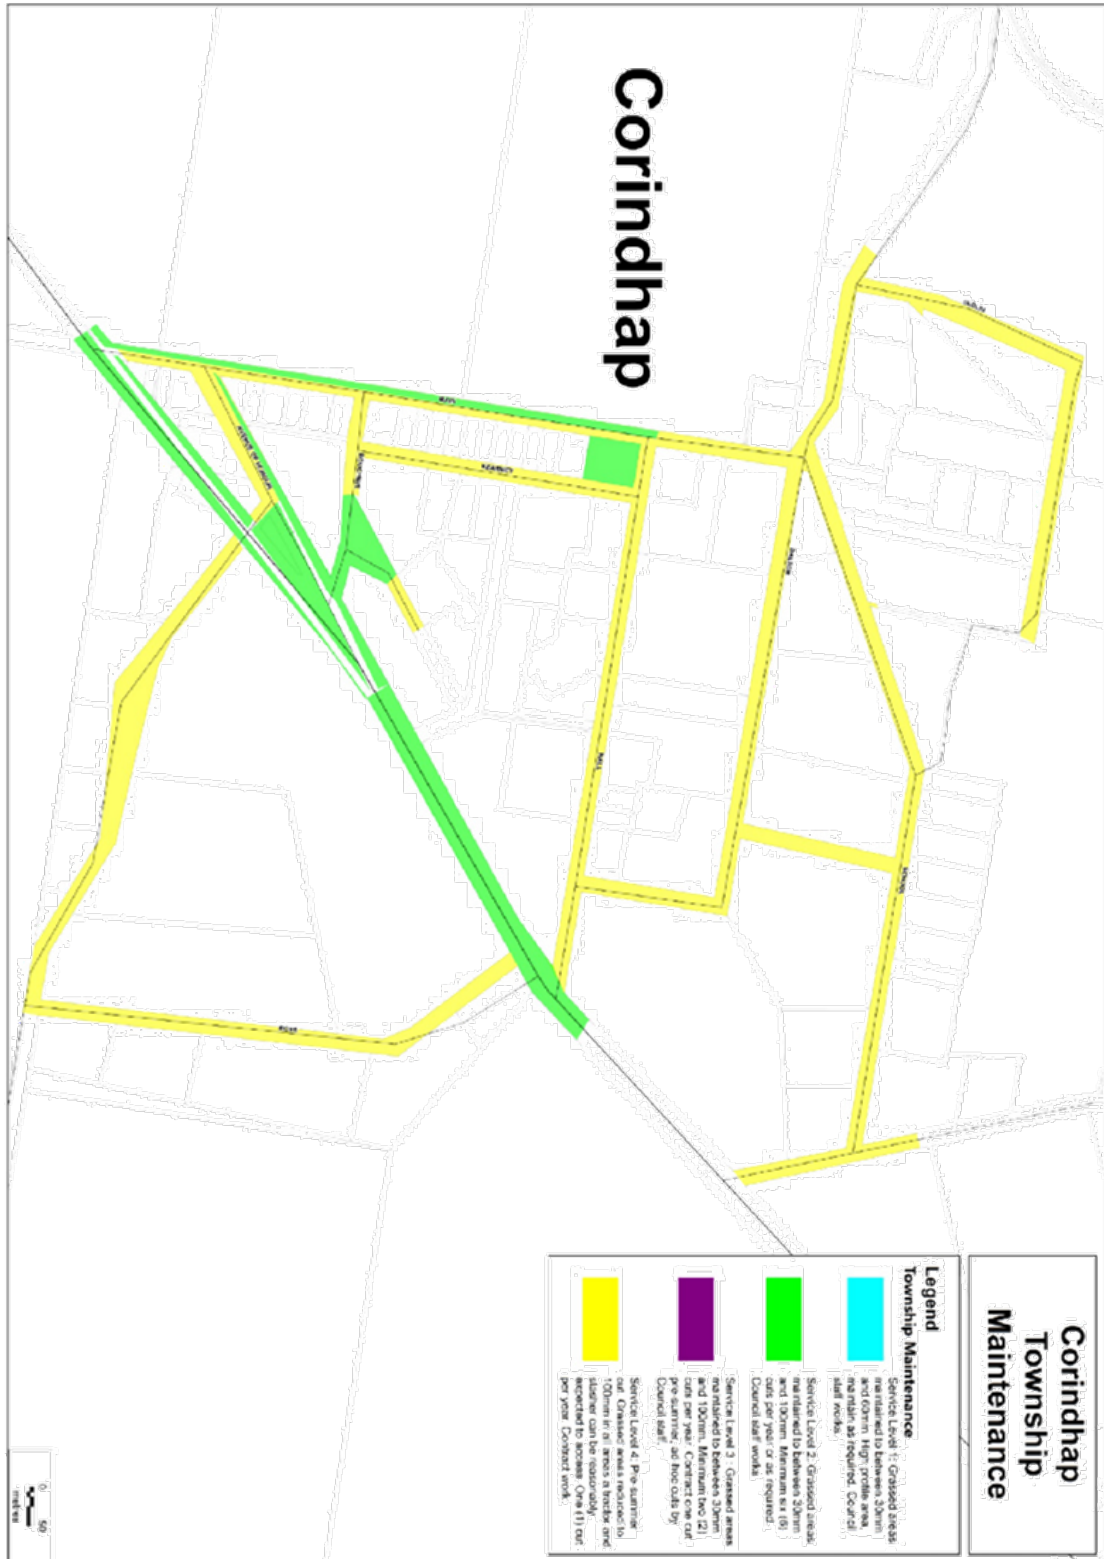 Corindhap
Corindhap
Township
Maintenance
Legend
Township Maintenance
Service Level 1: Grassed areas
maintained to between 30mm
and 60mm. High profile area,
maintain as required. Council
staff works.
Service Level 2: Grassed areas
maintained to between 30mm
and 100mm. Minimum six (6)
cuts per year or as required.
Council staff works
Service Level 3 : Grassed areas
maintained to between 30mm
and 100mm. Minimum two (2)
cuts per year. Contract one cut
pre-summer, ad hoc cuts by
Council staff.
Service Level 4: Pre-summer
cut. Grassed areas reduced to
100mm in all areas a tractor and
slasher can be reasonably
expected to access. One (1) cut
per year. Contract work.
HALL
0 50
metres